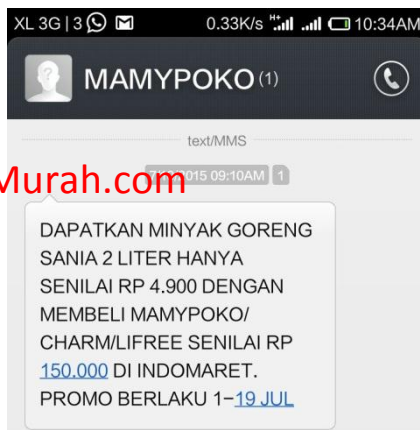 XL 3G | 3 0.33K/s H+ 10:34AM
MAMYPOKO (1)
text/MMS
Murah.com
015 09:10AM 1
DAPATKAN MINYAK GORENG
SANIA 2 LITER HANYA
SENILAI RP 4.900 DENGAN
MEMBELI MAMYPOKO/
CHARM/LIFREE SENILAI RP
150.000 DI INDOMARET.
PROMO BERLAKU 1-19 JUL